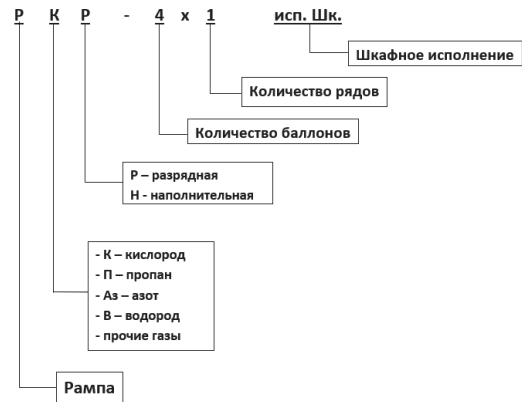 Р К Р - 4 х 1 исп. Шк.
Шкафное исполнение
Количество рядов
Количество баллонов
Р – разрядная
Н - наполнительная
- К – кислород
- П – пропан
- Аз – азот
- В – водород
- прочие газы
Рампа